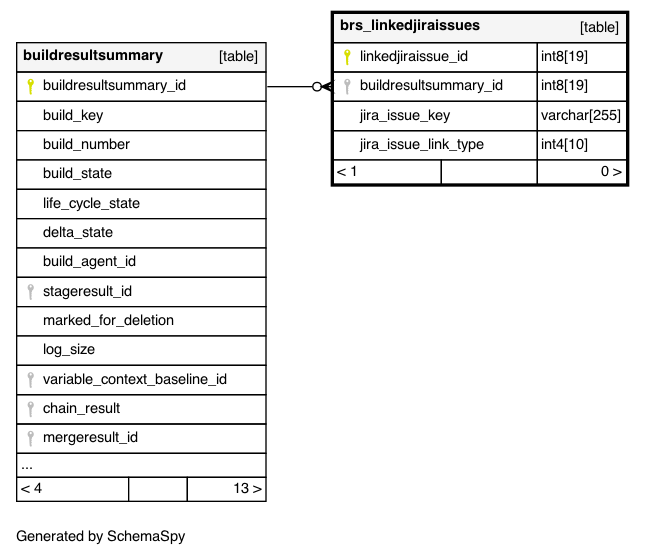 buildresultsummary [table]
buildresultsummary_id
build_key
build_number
build_state
life_cycle_state
delta_state
build_agent_id
stageresult_id
marked_for_deletion
log_size
variable_context_baseline_id
chain_result
mergeresult_id
...
< 4 13 >
brs_linkedjiraissues [table]
linkedjiraissue_id int8[19]
buildresultsummary_id int8[19]
jira_issue_key varchar[255]
jira_issue_link_type int4[10]
< 1 0 >
Generated by SchemaSpy